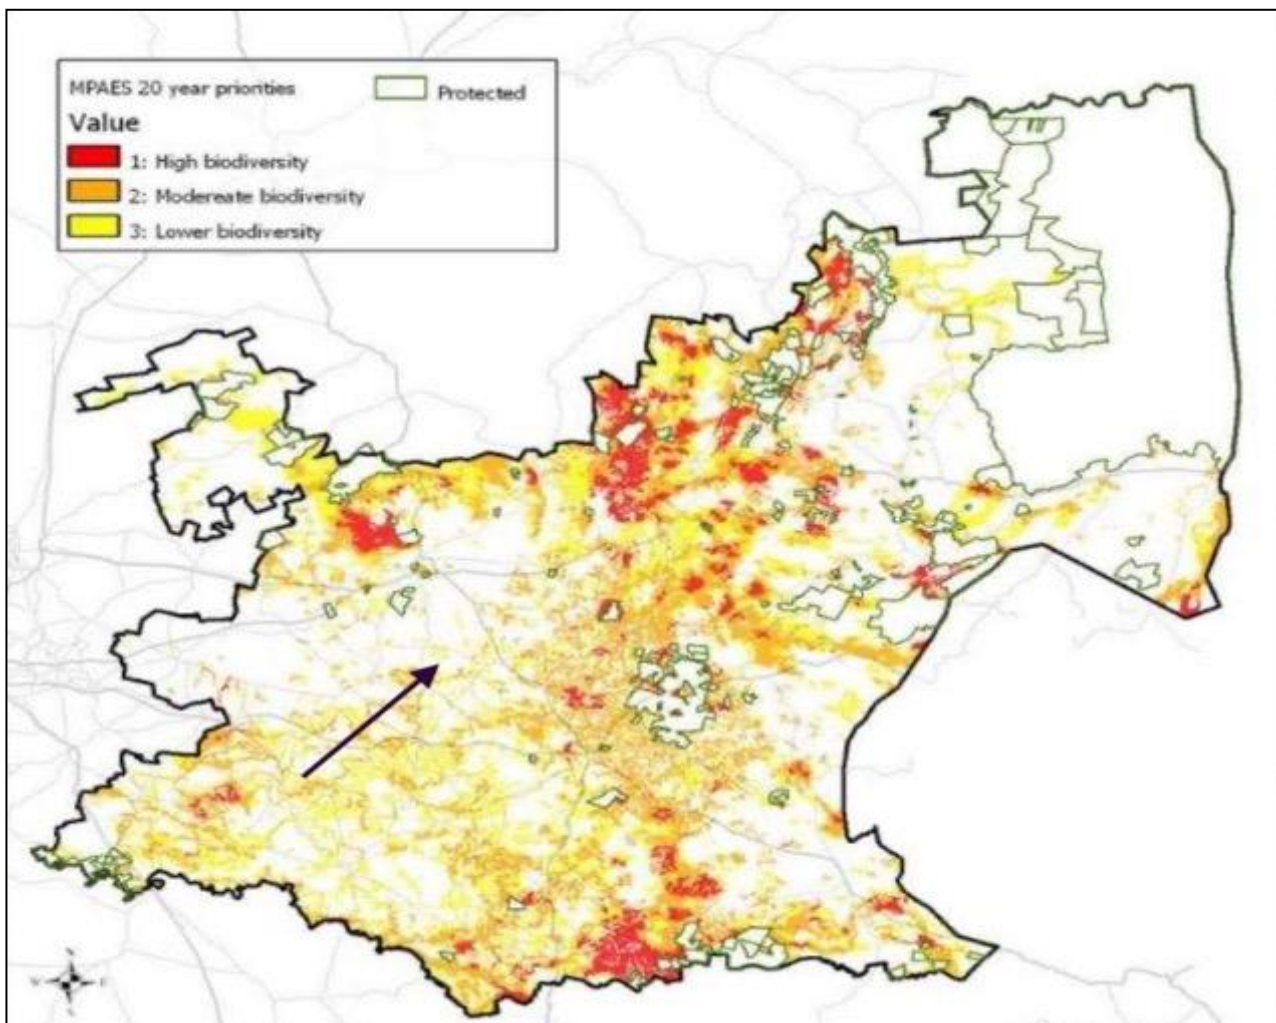 MPAES 20 year priorities
Protected
Value
1: High biodiversity
2: Modereate biodiversity
3: Lower biodiversity
N
W
E
S